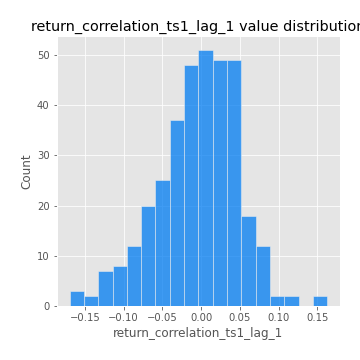 return_correlation_ts1_lag_1 value distribution
50
40
30
20
10
0
Count
−0.15 −0.10 −0.05 0.00 0.05 0.10 0.15
return_correlation_ts1_lag_1